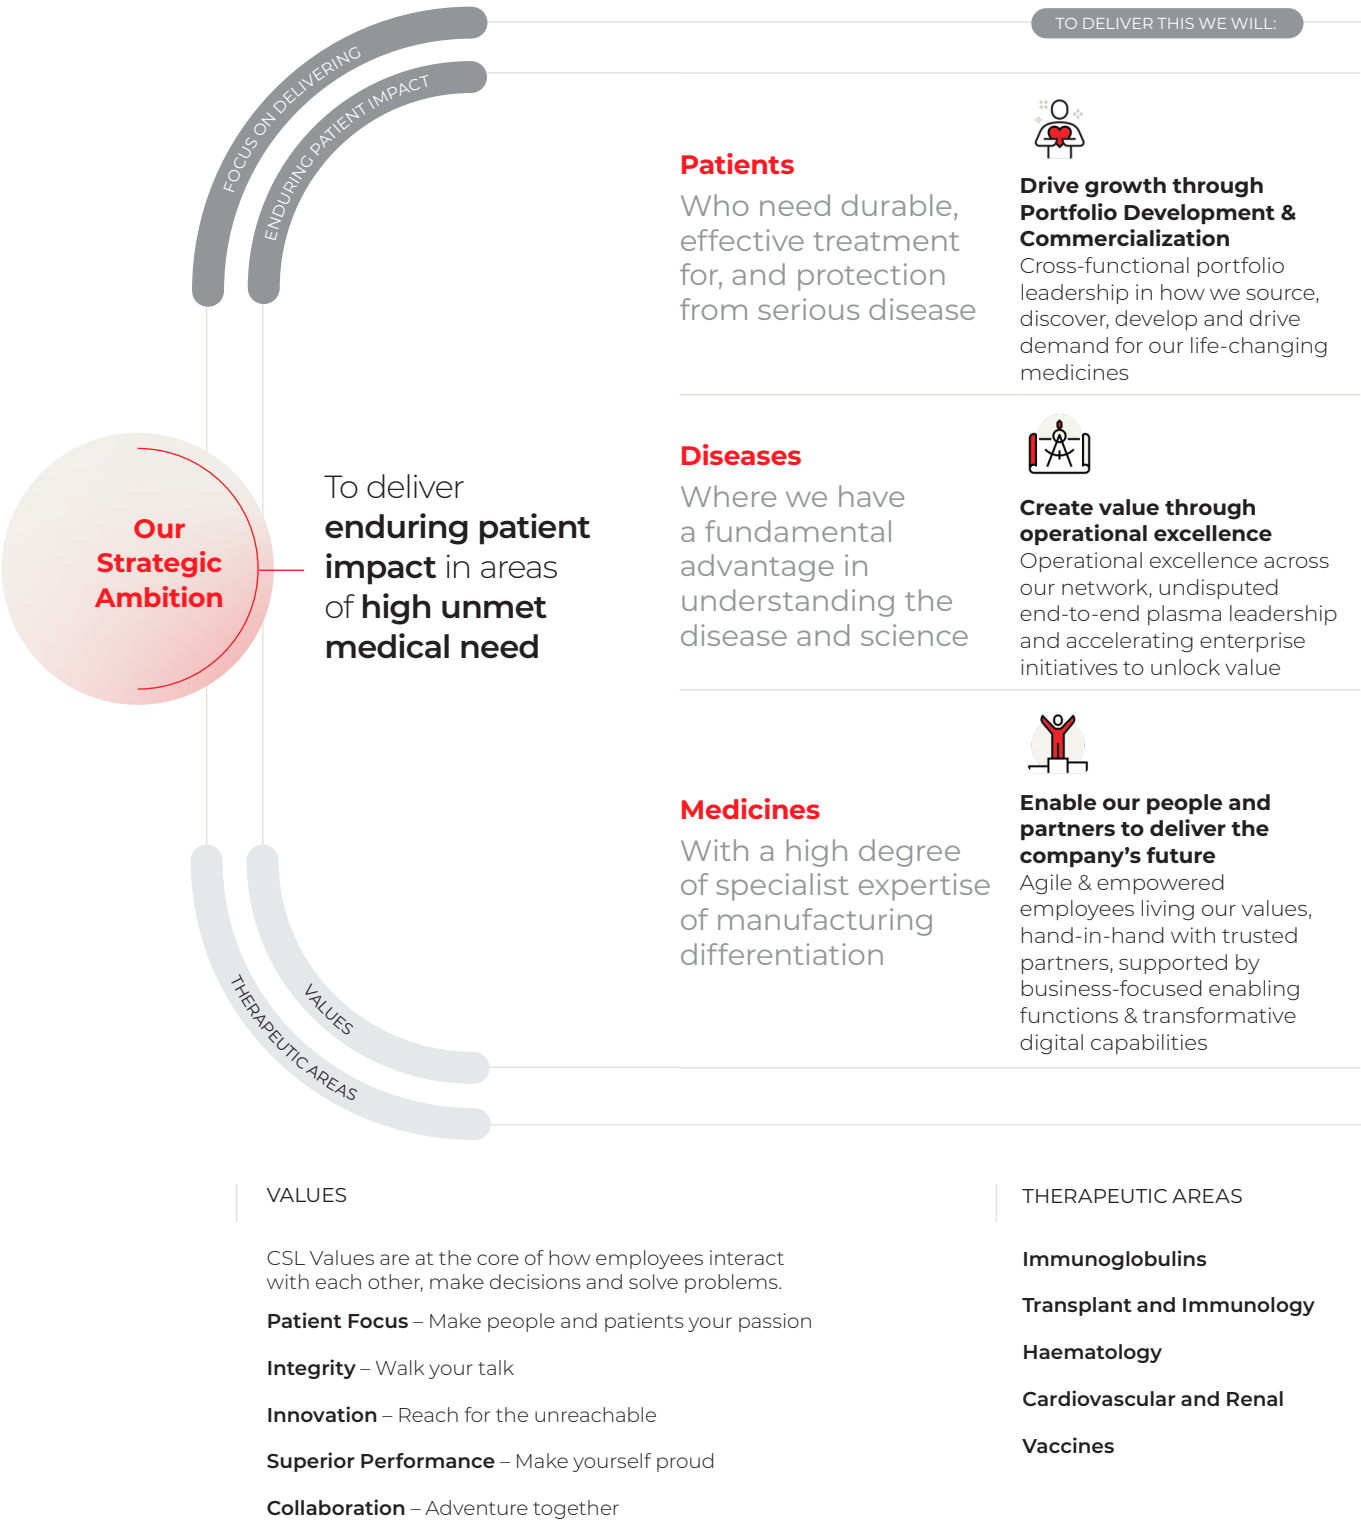 FOCUS ON DELIVERING
ENDURING PATIENT IMPACT
TO DELIVER THIS WE WILL:
Our
Strategic
Ambition
To deliver
enduring patient
impact in areas
of high unmet
medical need
Patients
Who need durable,
effective treatment
for, and protection
from serious disease
Drive growth through
Portfolio Development &
Commercialization
Cross-functional portfolio
leadership in how we source,
discover, develop and drive
demand for our life-changing
medicines
Diseases
Where we have
a fundamental
advantage in
understanding the
disease and science
Create value through
operational excellence
Operational excellence across
our network, undisputed
end-to-end plasma leadership
and accelerating enterprise
initiatives to unlock value
Medicines
With a high degree
of specialist expertise
of manufacturing
differentiation
Enable our people and
partners to deliver the
company’s future
Agile & empowered
employees living our values,
hand-in-hand with trusted
partners, supported by
business-focused enabling
functions & transformative
digital capabilities
VALUES
THERAPEUTIC AREAS
VALUES
CSL Values are at the core of how employees interact
with each other, make decisions and solve problems.
Patient Focus – Make people and patients your passion
Integrity – Walk your talk
Innovation – Reach for the unreachable
Superior Performance – Make yourself proud
Collaboration – Adventure together
THERAPEUTIC AREAS
Immunoglobulins
Transplant and Immunology
Haematology
Cardiovascular and Renal
Vaccines